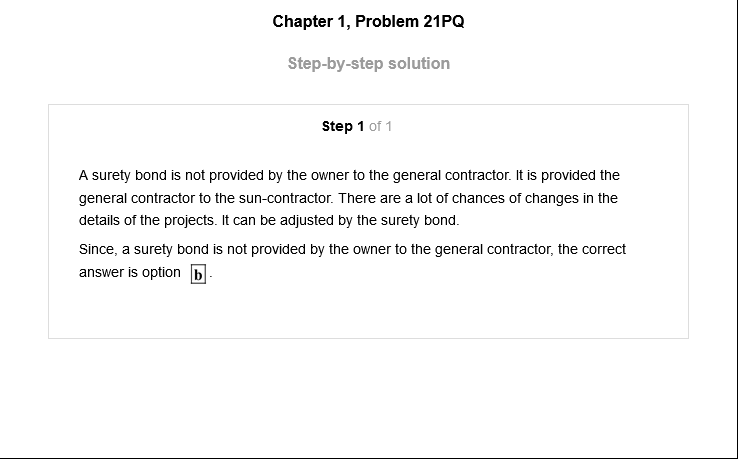 Chapter 1, Problem 21PQ
Step-by-step solution
Step 1 of 1
A surety bond is not provided by the owner to the general contractor. It is provided the
general contractor to the sun-contractor. There are a lot of chances of changes in the
details of the projects. It can be adjusted by the surety bond.
Since, a surety bond is not provided by the owner to the general contractor, the correct
answer is option b.